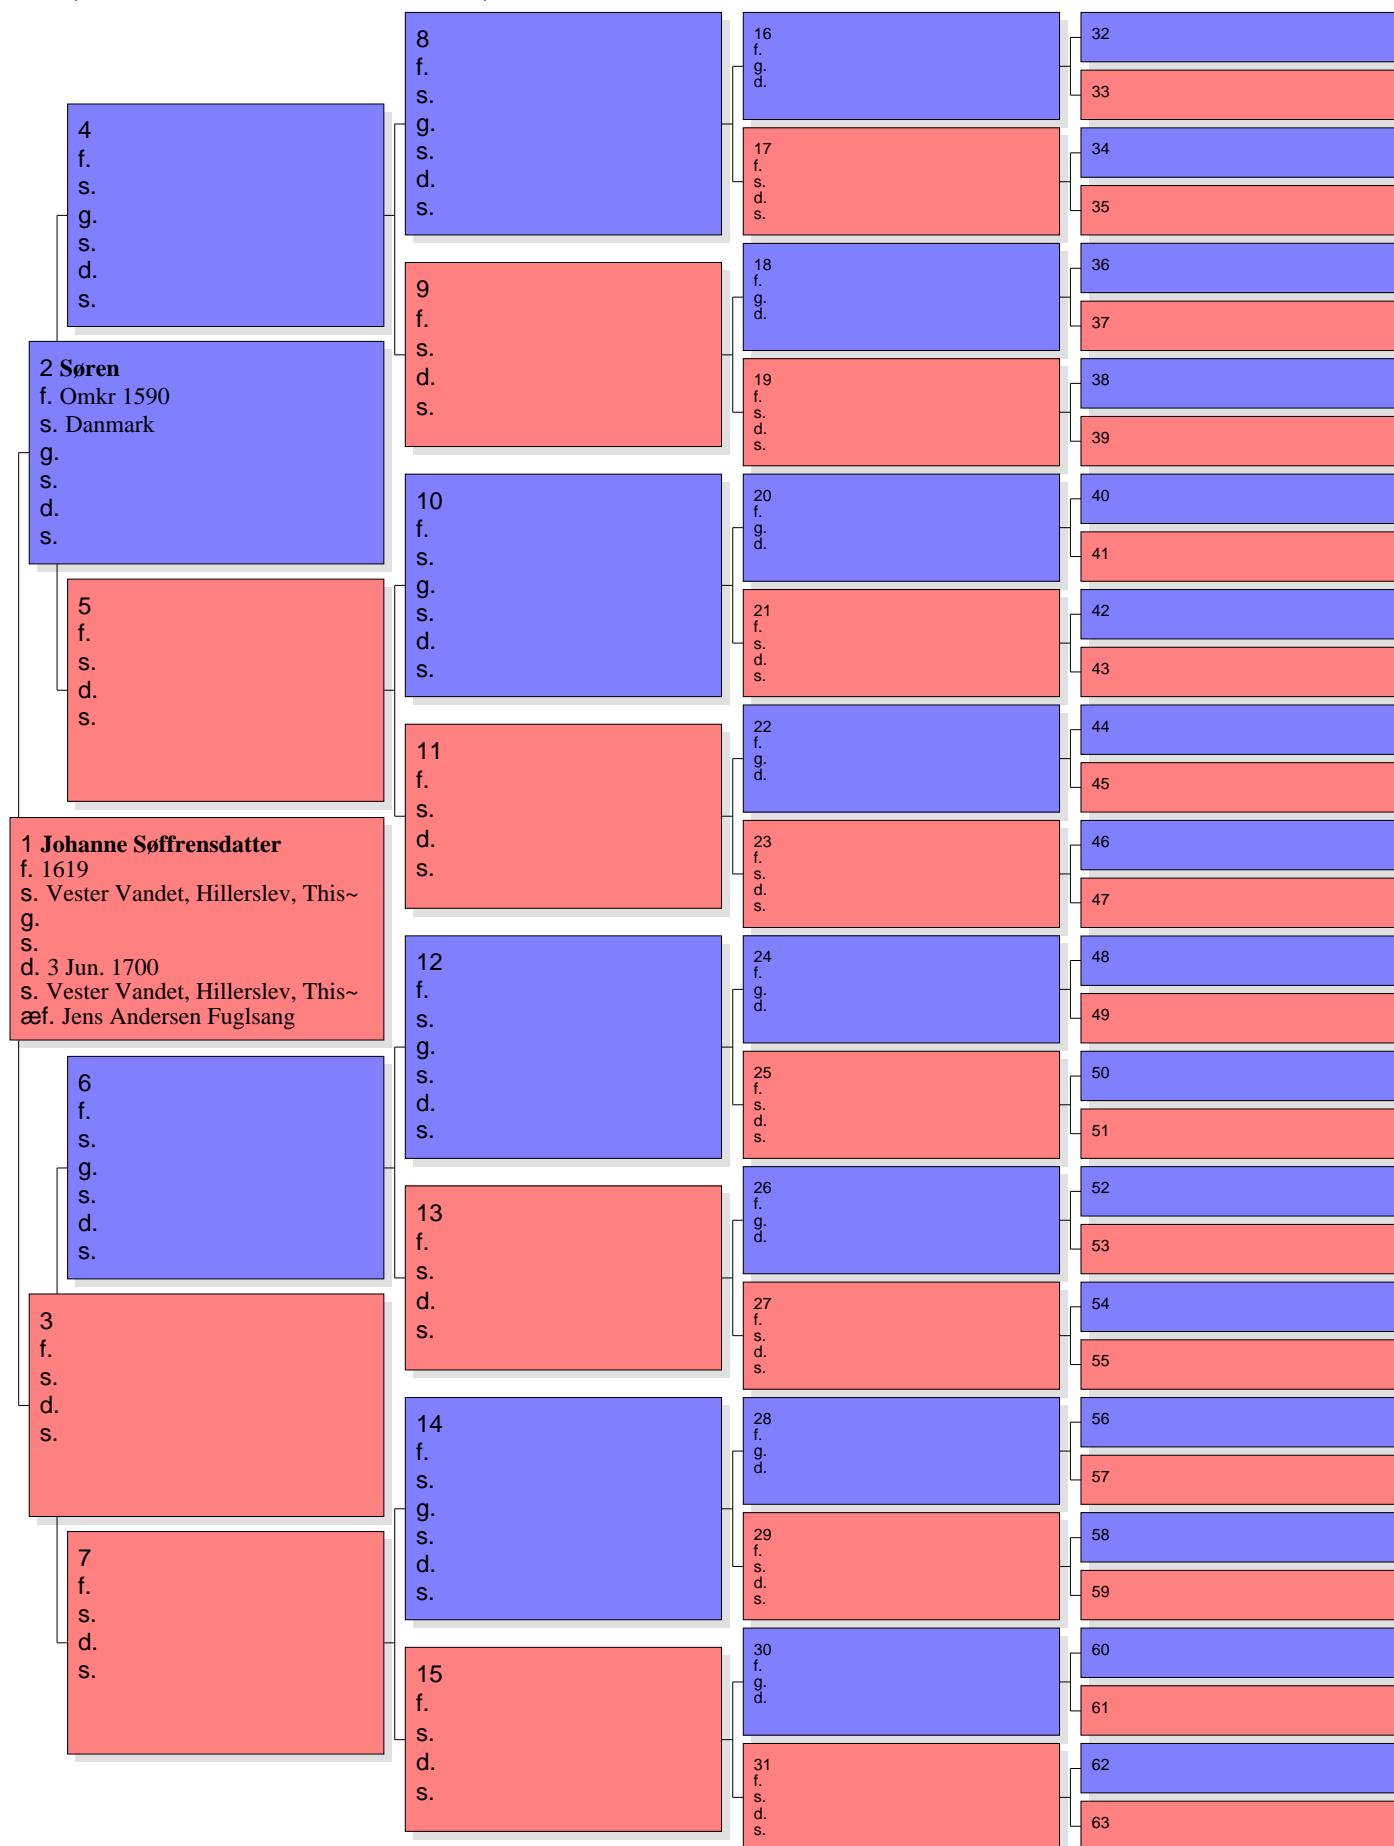 4
f.
s.
g.
s.
d.
s.
2 Søren
f. Omkr 1590
s. Danmark
g.
s.
d.
s.
5
f.
s.
d.
s.
1 Johanne Søffrensdatter
f. 1619
s. Vester Vandet, Hillerslev, This~
g.
s.
d. 3 Jun. 1700
s. Vester Vandet, Hillerslev, This~
æf. Jens Andersen Fuglsang
6
f.
s.
g.
s.
d.
s.
3
f.
s.
d.
s.
7
f.
s.
d.
s.
8
f.
s.
g.
s.
d.
s.
9
f.
s.
d.
s.
10
f.
s.
g.
s.
d.
s.
11
f.
s.
d.
s.
12
f.
s.
g.
s.
d.
s.
13
f.
s.
d.
s.
14
f.
s.
g.
s.
d.
s.
15
f.
s.
d.
s.
16
f.
g.
d.
17
f.
s.
d.
s.
18
f.
g.
d.
19
f.
s.
d.
s.
20
f.
g.
d.
21
f.
s.
d.
s.
22
f.
g.
d.
23
f.
s.
d.
s.
24
f.
g.
d.
25
f.
s.
d.
s.
26
f.
g.
d.
27
f.
s.
d.
s.
28
f.
g.
d.
29
f.
s.
d.
s.
30
f.
g.
d.
31
f.
s.
d.
s.
32
33
34
35
36
37
38
39
40
41
42
43
44
45
46
47
48
49
50
51
52
53
54
55
56
57
58
59
60
61
62
63